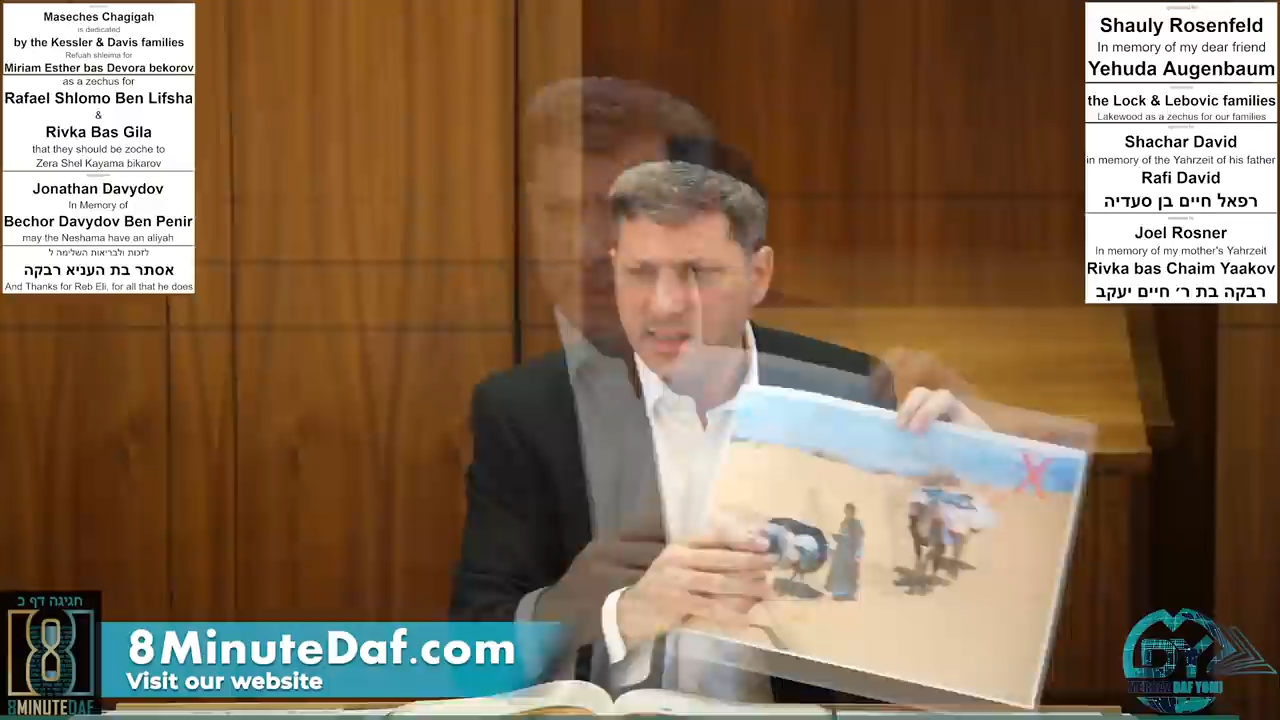 Maseches Chagigah
is dedicated
by the Kessler & Davis families
Refuah shleima for
Miriam Esther bas Devora bekorov
as a zechus for
Rafael Shlomo Ben Lifsha
&
Rivka Bas Gila
that they should be zoche to
Zera Shel Kayama bikarov
Jonathan Davydov
In Memory of
Bechor Davydov Ben Penir
may the Neshama have an aliyah
לזכות ולבריאות השלימה ל
אסתר בת העניא רבקה
And Thanks for Reb Eli, for all that he does
Shauly Rosenfeld
In memory of my dear friend
Yehuda Augenbaum
the Lock & Lebovic families
Lakewood as a zechus for our families
Shachar David
in memory of the Yahrzeit of his father
Rafi David
רפאל חיים בן סעדיה
Joel Rosner
In memory of my mother's Yahrzeit
Rivka bas Chaim Yaakov
רבקה בת ר׳ חיים יעקב
X
חגיגה דף כ
8
8MINUTEDAF
8MinuteDaf.com
Visit our website
DY
MERCAZ DAF YOMI